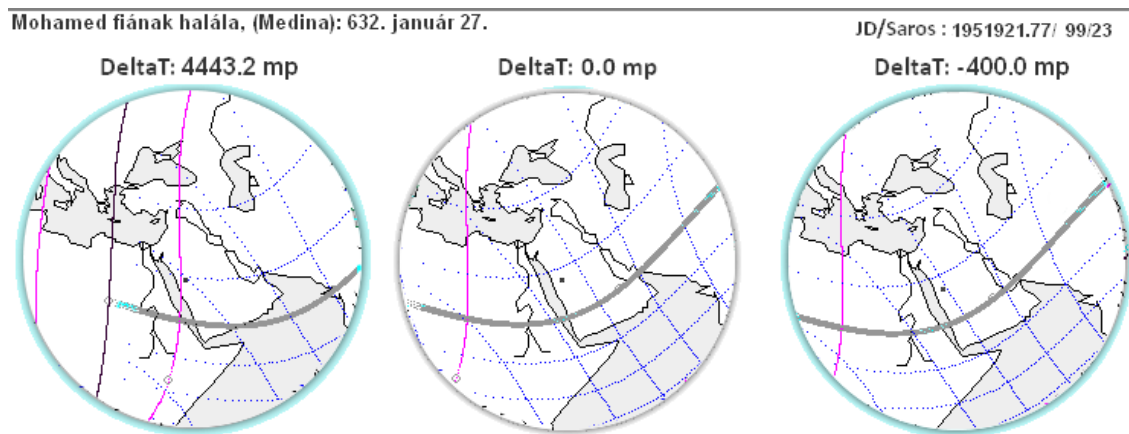 Mohamed fiának halála, (Medina): 632. január 27.
JD/Saros : 1951921.77/ 99/23
DeltaT: 4443.2 mp
DeltaT: 0.0 mp
DeltaT: -400.0 mp